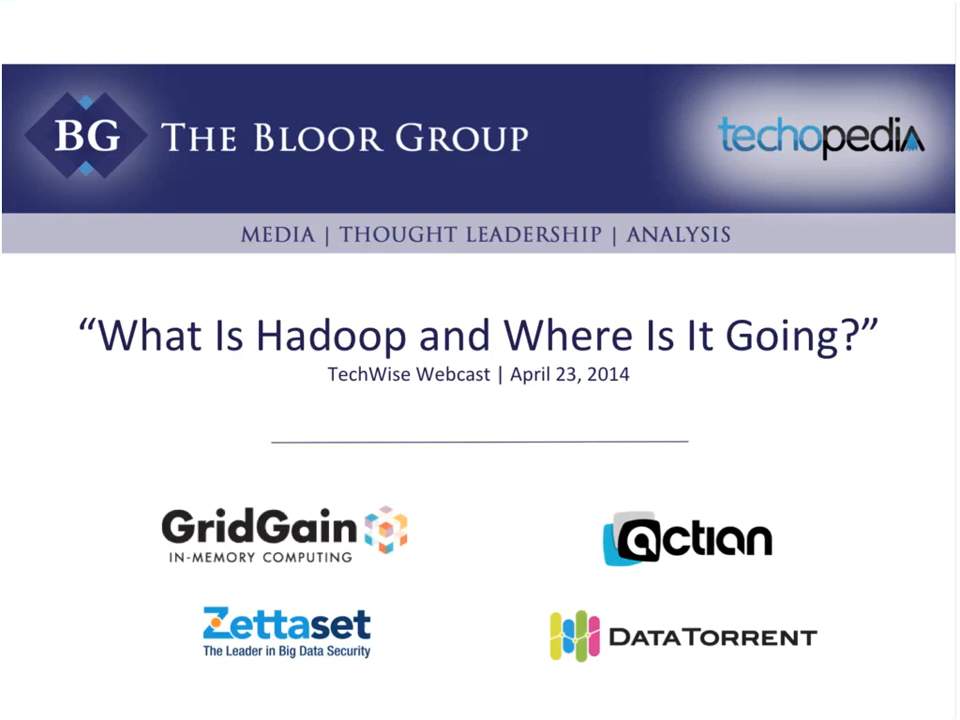 BG THE BLOOR GROUP
techopedia
MEDIA | THOUGHT LEADERSHIP | ANALYSIS
“What Is Hadoop and Where Is It Going?”
TechWise Webcast | April 23, 2014
GridGain
IN-MEMORY COMPUTING
actian
Zettaset
The Leader in Big Data Security
DATATORRENT